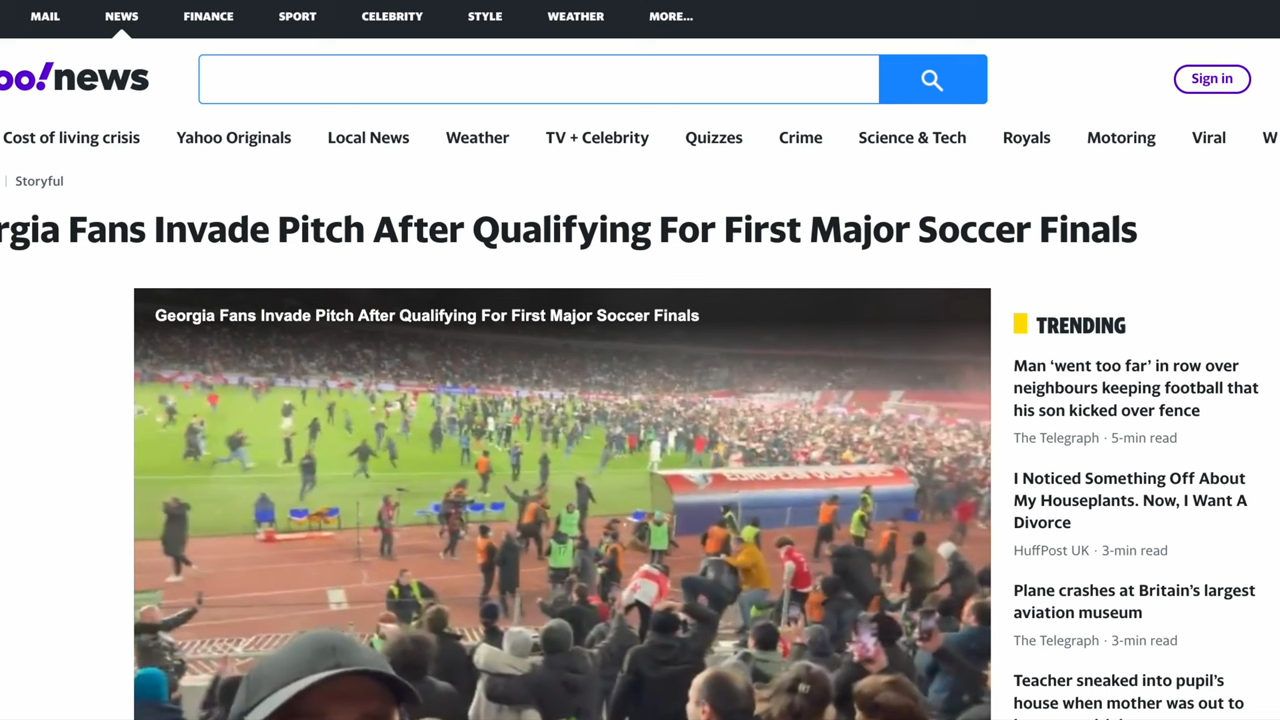 MAIL NEWS FINANCE SPORT CELEBRITY STYLE WEATHER MORE...
oo!news
Sign in
Cost of living crisis Yahoo Originals Local News Weather TV + Celebrity Quizzes Crime Science & Tech Royals Motoring Viral W
Storyful
rgia Fans Invade Pitch After Qualifying For First Major Soccer Finals
Georgia Fans Invade Pitch After Qualifying For First Major Soccer Finals
EUROPEAN QUALIFIERS
17
TRENDING
Man ‘went too far’ in row over
neighbours keeping football that
his son kicked over fence
The Telegraph · 5-min read
I Noticed Something Off About
My Houseplants. Now, I Want A
Divorce
HuffPost UK · 3-min read
Plane crashes at Britain’s largest
aviation museum
The Telegraph · 3-min read
Teacher sneaked into pupil’s
house when mother was out to